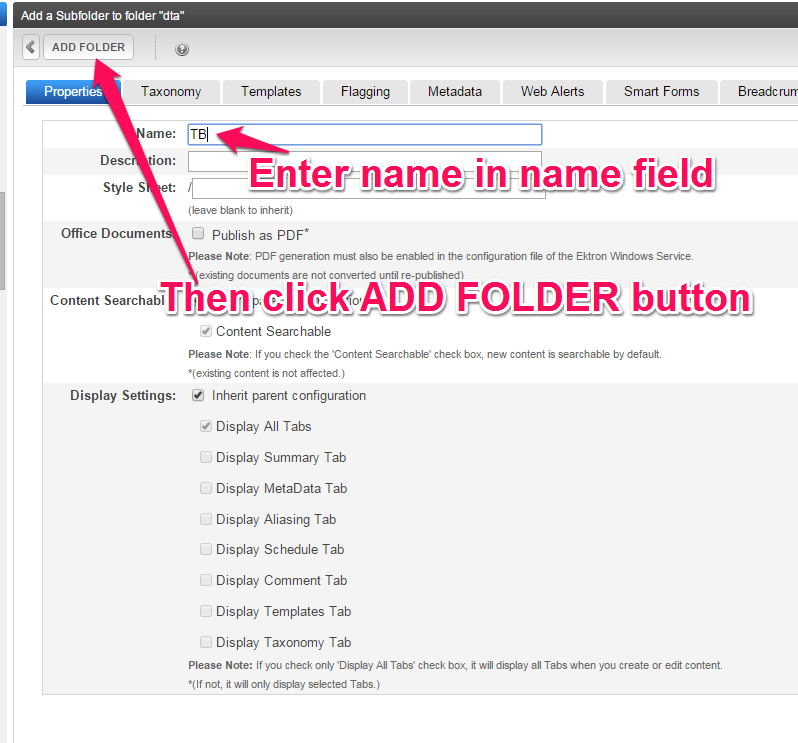 Add a Subfolder to folder "dta"
ADD FOLDER
Properties Taxonomy Templates Flagging Metadata Web Alerts Smart Forms Breadcrum
Name: TB
Enter name in name field
Description:
Style Sheet: /
(leave blank to inherit)
Office Documents Publish as PDF*
Please Note: PDF generation must also be enabled in the configuration file of the Ektron Windows Service.
*(existing documents are not converted until re-published)
Then click ADD FOLDER button
Content Searchabl
Content Searchable
Please Note: If you check the 'Content Searchable' check box, new content is searchable by default.
*(existing content is not affected.)
Display Settings: Inherit parent configuration
Display All Tabs
Display Summary Tab
Display MetaData Tab
Display Aliasing Tab
Display Schedule Tab
Display Comment Tab
Display Templates Tab
Display Taxonomy Tab
Please Note: If you check only 'Display All Tabs' check box, it will display all Tabs when you create or edit content.
*(If not, it will only display selected Tabs.)